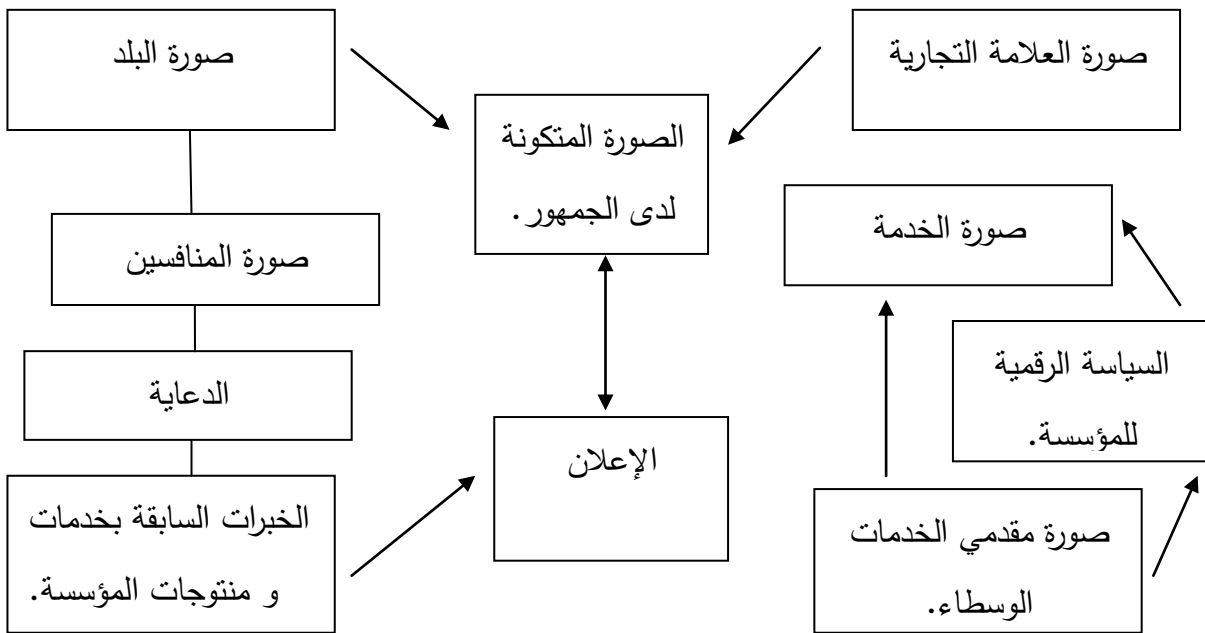 صورة العلامة التجارية
صورة البلد
الصورة المتكونة
لدى الجمهور.
صورة الخدمة
صورة المنافسين
السياسة الرقمية
للمؤسسة.
الدعاية
الإعلان
صورة مقدمي الخدمات
الوسطاء.
الخبرات السابقة بخدمات
و منتوجات المؤسسة.